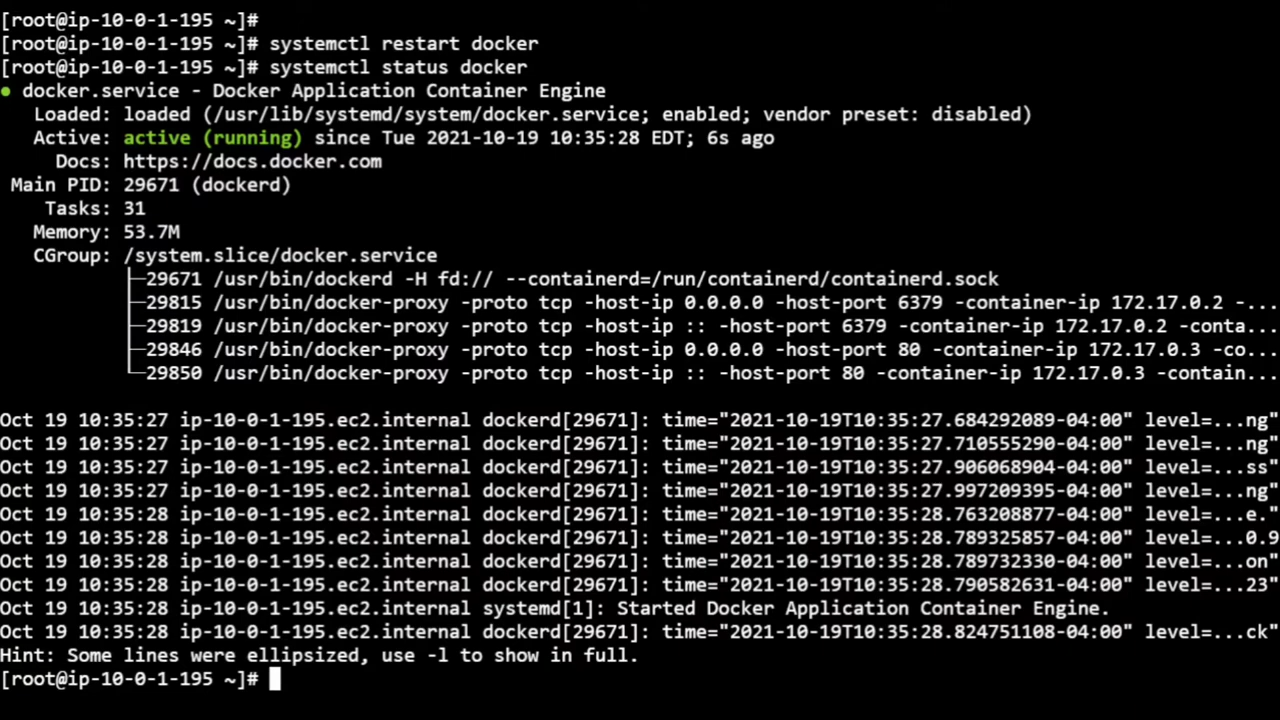 [root@ip-10-0-1-195 ~]#
[root@ip-10-0-1-195 ~]# systemctl restart docker
[root@ip-10-0-1-195 ~]# systemctl status docker
● docker.service - Docker Application Container Engine
   Loaded: loaded (/usr/lib/systemd/system/docker.service; enabled; vendor preset: disabled)
   Active: active (running) since Tue 2021-10-19 10:35:28 EDT; 6s ago
     Docs: https://docs.docker.com
 Main PID: 29671 (dockerd)
    Tasks: 31
   Memory: 53.7M
   CGroup: /system.slice/docker.service
           ├─29671 /usr/bin/dockerd -H fd:// --containerd=/run/containerd/containerd.sock
           ├─29815 /usr/bin/docker-proxy -proto tcp -host-ip 0.0.0.0 -host-port 6379 -container-ip 172.17.0.2 -...
           ├─29819 /usr/bin/docker-proxy -proto tcp -host-ip :: -host-port 6379 -container-ip 172.17.0.2 -conta...
           ├─29846 /usr/bin/docker-proxy -proto tcp -host-ip 0.0.0.0 -host-port 80 -container-ip 172.17.0.3 -co...
           └─29850 /usr/bin/docker-proxy -proto tcp -host-ip :: -host-port 80 -container-ip 172.17.0.3 -contain...

Oct 19 10:35:27 ip-10-0-1-195.ec2.internal dockerd[29671]: time="2021-10-19T10:35:27.684292089-04:00" level=...ng"
Oct 19 10:35:27 ip-10-0-1-195.ec2.internal dockerd[29671]: time="2021-10-19T10:35:27.710555290-04:00" level=...ng"
Oct 19 10:35:27 ip-10-0-1-195.ec2.internal dockerd[29671]: time="2021-10-19T10:35:27.906068904-04:00" level=...ss"
Oct 19 10:35:27 ip-10-0-1-195.ec2.internal dockerd[29671]: time="2021-10-19T10:35:27.997209395-04:00" level=...ng"
Oct 19 10:35:28 ip-10-0-1-195.ec2.internal dockerd[29671]: time="2021-10-19T10:35:28.763208877-04:00" level=...e."
Oct 19 10:35:28 ip-10-0-1-195.ec2.internal dockerd[29671]: time="2021-10-19T10:35:28.789325857-04:00" level=...0.9
Oct 19 10:35:28 ip-10-0-1-195.ec2.internal dockerd[29671]: time="2021-10-19T10:35:28.789732330-04:00" level=...on"
Oct 19 10:35:28 ip-10-0-1-195.ec2.internal dockerd[29671]: time="2021-10-19T10:35:28.790582631-04:00" level=...23"
Oct 19 10:35:28 ip-10-0-1-195.ec2.internal systemd[1]: Started Docker Application Container Engine.
Oct 19 10:35:28 ip-10-0-1-195.ec2.internal dockerd[29671]: time="2021-10-19T10:35:28.824751108-04:00" level=...ck"
Hint: Some lines were ellipsized, use -l to show in full.
[root@ip-10-0-1-195 ~]#